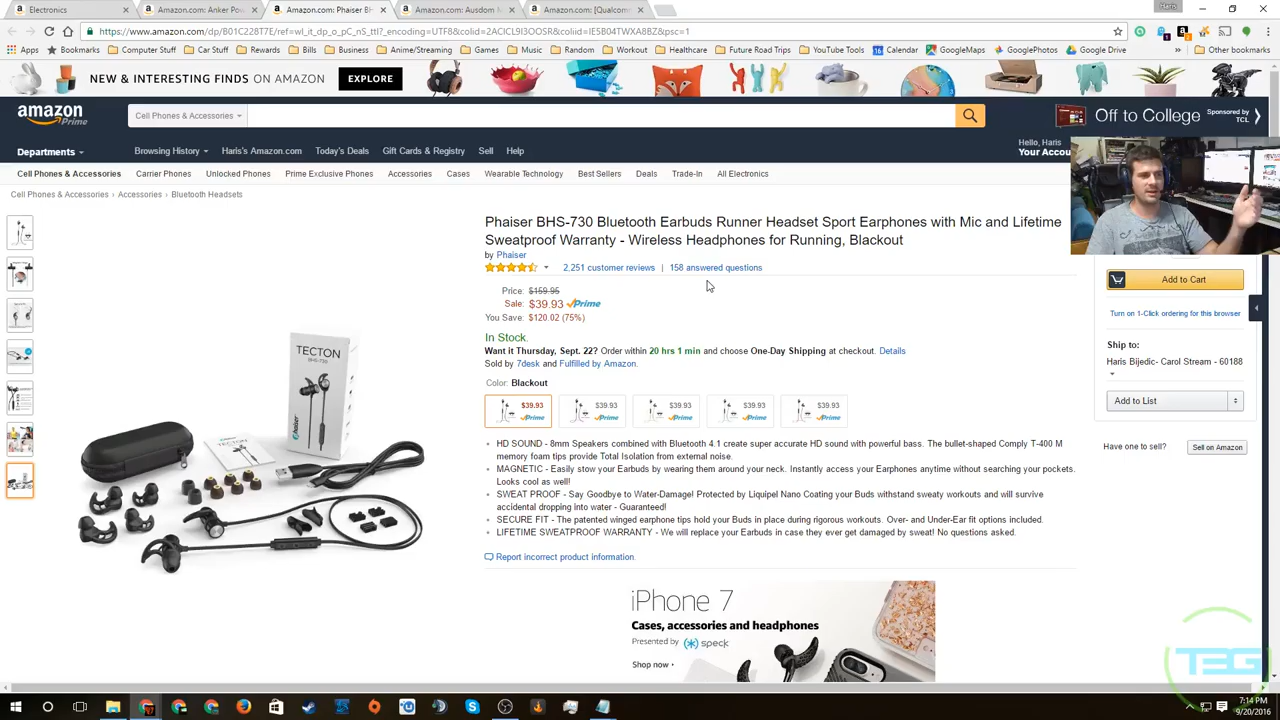 Electronics
Amazon.com: Anker Pow
Amazon.com: Phaiser BH
Amazon.com: Ausdom M
Amazon.com: [Qualcomm
Haris
https://www.amazon.com/dp/B01C228T7E/ref=wl_it_dp_o_pC_nS_ttl?_encoding=UTF8&colid=2ACICL9I3OOSR&coliid=IE5B04TWXA8BZ&psc=1
Apps
Bookmarks
Computer Stuff
Car Stuff
Rewards
Bills
Business
Anime/Streaming
Games
Music
Random
Workout
Healthcare
Future Road Trips
YouTube Tools
Calendar
GoogleMaps
GooglePhotos
Google Drive
Other bookmarks
NEW & INTERESTING FINDS ON AMAZON EXPLORE
amazon Prime
Cell Phones & Accessories
Off to College Sponsored by TCL
Departments
Browsing History
Haris's Amazon.com
Today's Deals
Gift Cards & Registry
Sell
Help
Hello, Haris
Your Accou
Cell Phones & Accessories
Carrier Phones
Unlocked Phones
Prime Exclusive Phones
Accessories
Cases
Wearable Technology
Best Sellers
Deals
Trade-In
All Electronics
Cell Phones & Accessories › Accessories › Bluetooth Headsets
Phaiser BHS-730 Bluetooth Earbuds Runner Headset Sport Earphones with Mic and Lifetime
Sweatproof Warranty - Wireless Headphones for Running, Blackout
by Phaiser
2,251 customer reviews | 158 answered questions
Price: $159.95
Sale: $39.93 Prime
You Save: $120.02 (75%)
In Stock.
Want it Thursday, Sept. 22? Order within 20 hrs 1 min and choose One-Day Shipping at checkout. Details
Sold by 7desk and Fulfilled by Amazon.
Color: Blackout
$39.93 Prime
$39.93 Prime
$39.93 Prime
$39.93 Prime
$39.93 Prime
• HD SOUND - 8mm Speakers combined with Bluetooth 4.1 create super accurate HD sound with powerful bass. The bullet-shaped Comply T-400 M
memory foam tips provide Total Isolation from external noise.
• MAGNETIC - Easily stow your Earbuds by wearing them around your neck. Instantly access your Earphones anytime without searching your pockets.
Looks cool as well!
• SWEAT PROOF - Say Goodbye to Water-Damage! Protected by Liquipel Nano Coating your Buds withstand sweaty workouts and will survive
accidental dropping into water - Guaranteed!
• SECURE FIT - The patented winged earphone tips hold your Buds in place during rigorous workouts. Over- and Under-Ear fit options included.
• LIFETIME SWEATPROOF WARRANTY - We will replace your Earbuds in case they ever get damaged by sweat! No questions asked.
Report incorrect product information.
TECTON
Add to Cart
Turn on 1-Click ordering for this browser
Ship to:
Haris Bijedic- Carol Stream - 60188
Add to List
Have one to sell?
Sell on Amazon
iPhone 7
Cases, accessories and headphones
Presented by speck
Shop now ›
TEG
7:14 PM
9/20/2016